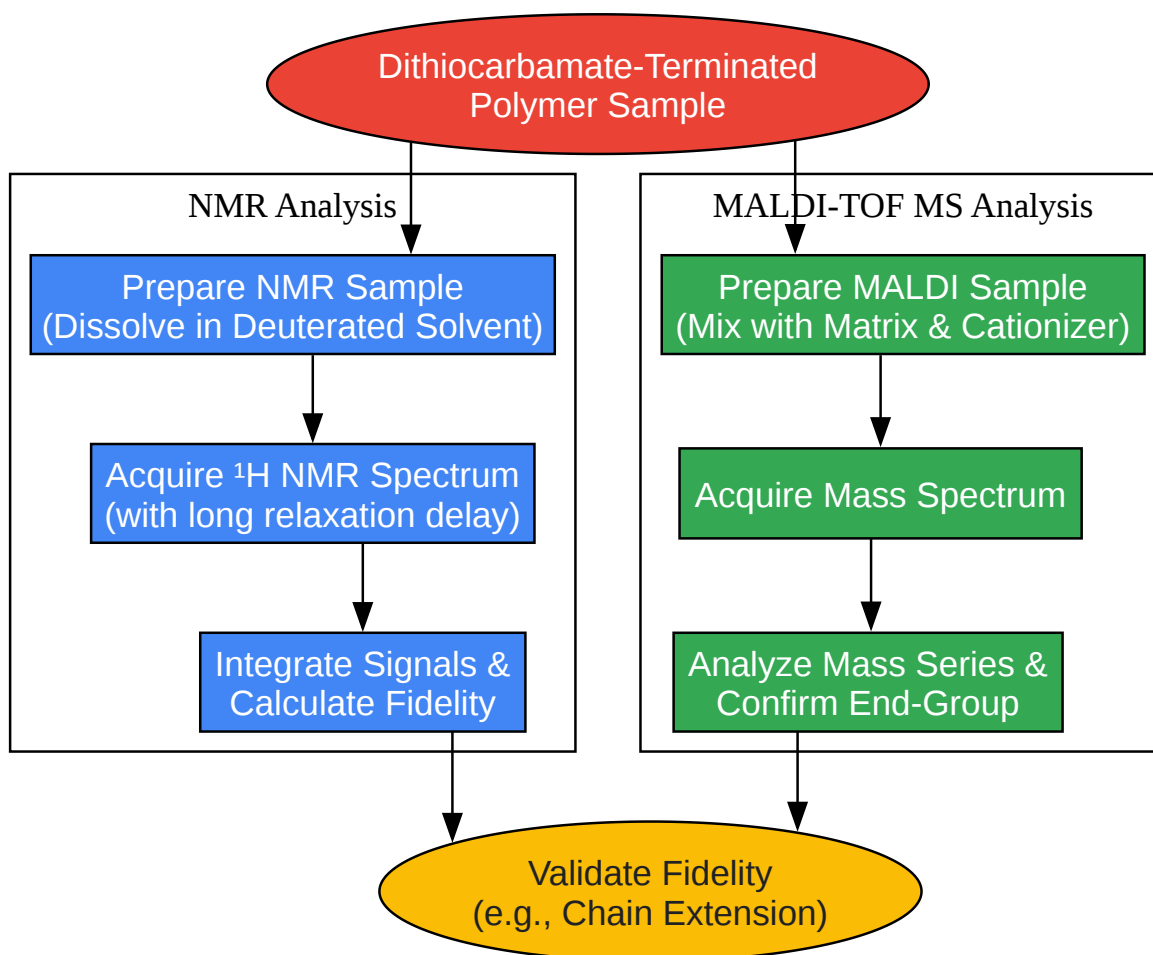 Dithiocarbamate-Terminated
Polymer Sample
NMR Analysis
Prepare NMR Sample
(Dissolve in Deuterated Solvent)
Acquire ¹H NMR Spectrum
(with long relaxation delay)
Integrate Signals &
Calculate Fidelity
MALDI-TOF MS Analysis
Prepare MALDI Sample
(Mix with Matrix & Cationizer)
Acquire Mass Spectrum
Analyze Mass Series &
Confirm End-Group
Validate Fidelity
(e.g., Chain Extension)